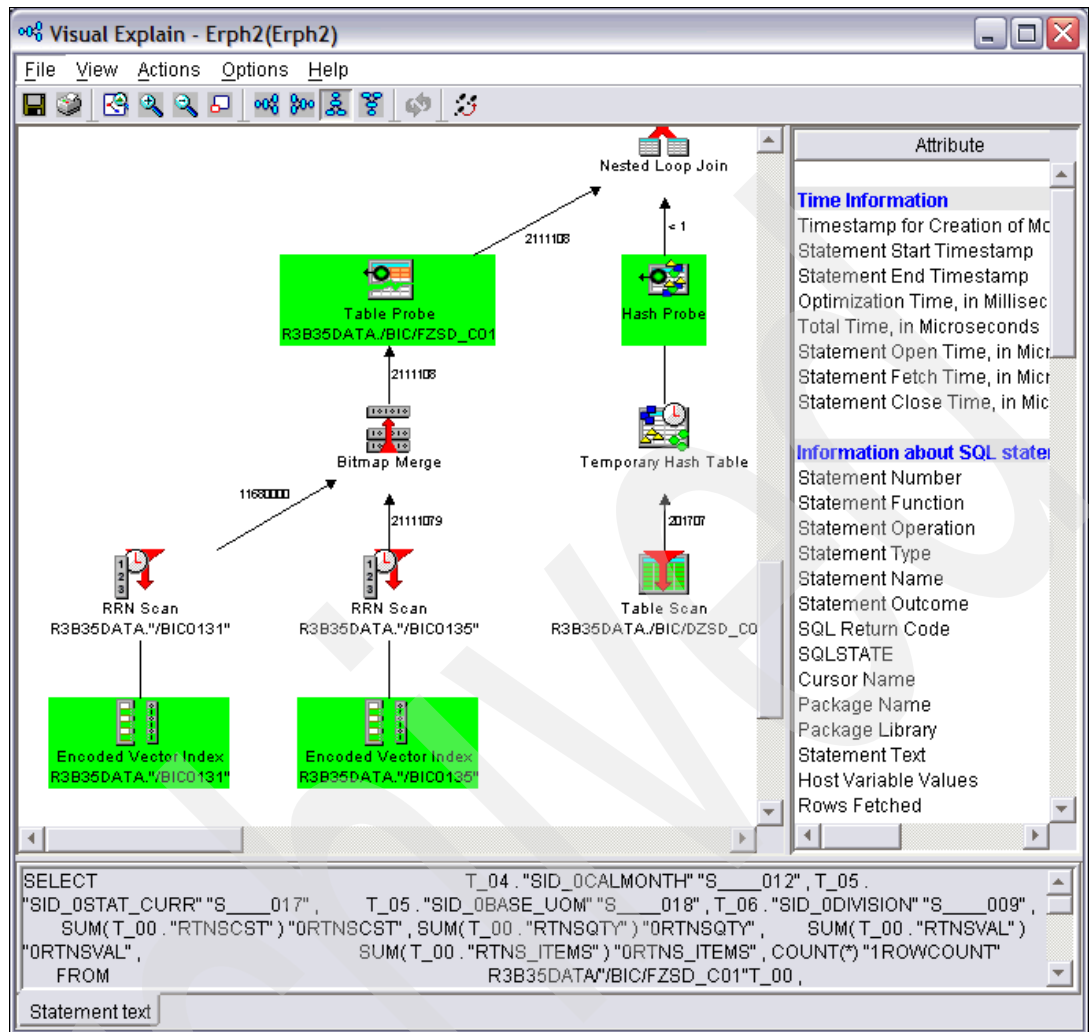 Visual Explain - Erph2(Erph2)
File View Actions Options Help
Nested Loop Join
2111108
< 1
Table Probe
R3B35DATA./BIC/FZSD_C01
Hash Probe
2111108
Bitmap Merge
Temporary Hash Table
11680000
21111079
201707
RRN Scan
R3B35DATA."/BIC0131"
RRN Scan
R3B35DATA."/BIC0135"
Table Scan
R3B35DATA./BIC/DZSD_CO
Encoded Vector Index
R3B35DATA."/BIC0131"
Encoded Vector Index
R3B35DATA."/BIC0135"
Attribute
Time Information
Timestamp for Creation of Mo
Statement Start Timestamp
Statement End Timestamp
Optimization Time, in Millisec
Total Time, in Microseconds
Statement Open Time, in Micr
Statement Fetch Time, in Micr
Statement Close Time, in Mic
Information about SQL stater
Statement Number
Statement Function
Statement Operation
Statement Type
Statement Name
Statement Outcome
SQL Return Code
SQLSTATE
Cursor Name
Package Name
Package Library
Statement Text
Host Variable Values
Rows Fetched
SELECT T_04 . "SID_0CALMONTH" "S____012" , T_05 .
"SID_0STAT_CURR" "S____017" , T_05 . "SID_0BASE_UOM" "S____018" , T_06 . "SID_0DIVISION" "S____009" ,
SUM( T_00 . "RTNSCST" ) "0RTNSCST" , SUM( T_00 . "RTNSQTY" ) "0RTNSQTY" , SUM( T_00 . "RTNSVAL" )
"0RTNSVAL" , SUM( T_00 . "RTNS_ITEMS" ) "0RTNS_ITEMS" , COUNT(*) "1ROWCOUNT"
FROM R3B35DATA/"/BIC/FZSD_C01"T_00 ,
Statement text